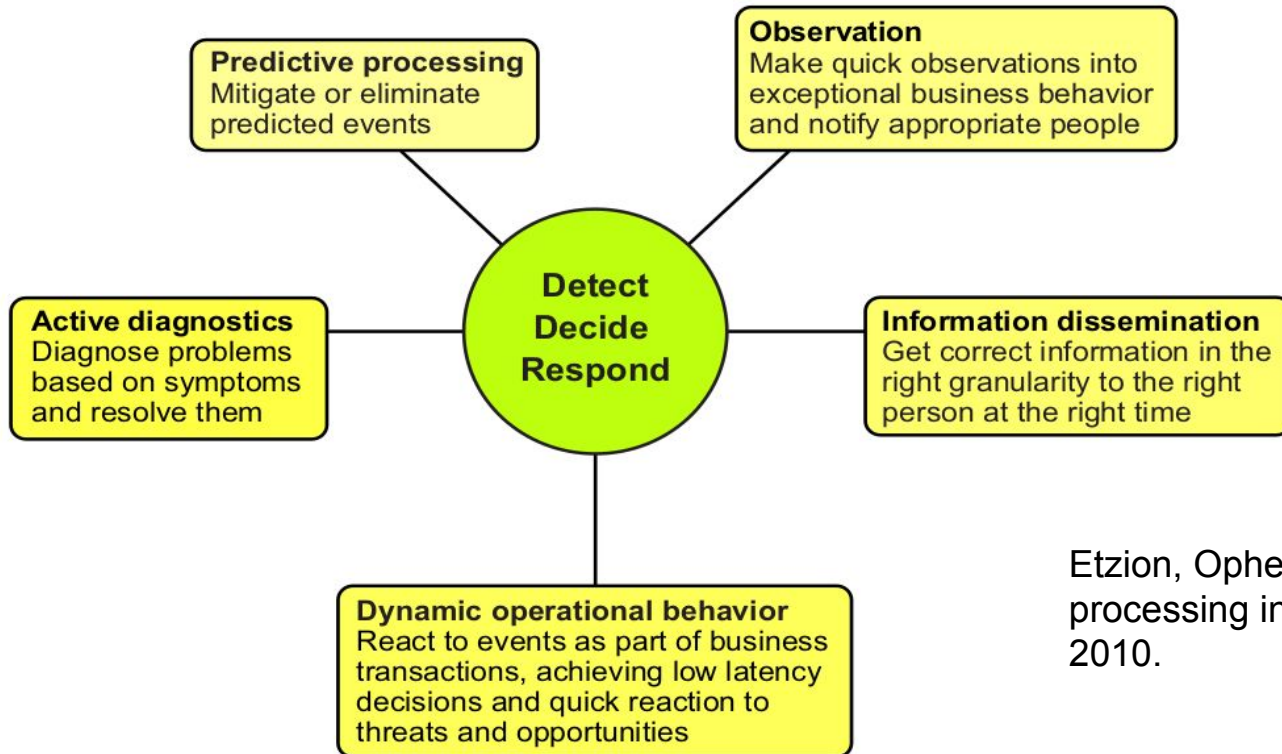 Predictive processing
Mitigate or eliminate
predicted events
Observation
Make quick observations into
exceptional business behavior
and notify appropriate people
Detect
Decide
Respond
Active diagnostics
Diagnose problems
based on symptoms
and resolve them
Information dissemination
Get correct information in the
right granularity to the right
person at the right time
Dynamic operational behavior
React to events as part of business
transactions, achieving low latency
decisions and quick reaction to
threats and opportunities
Etzion, Ophe
processing in
2010.